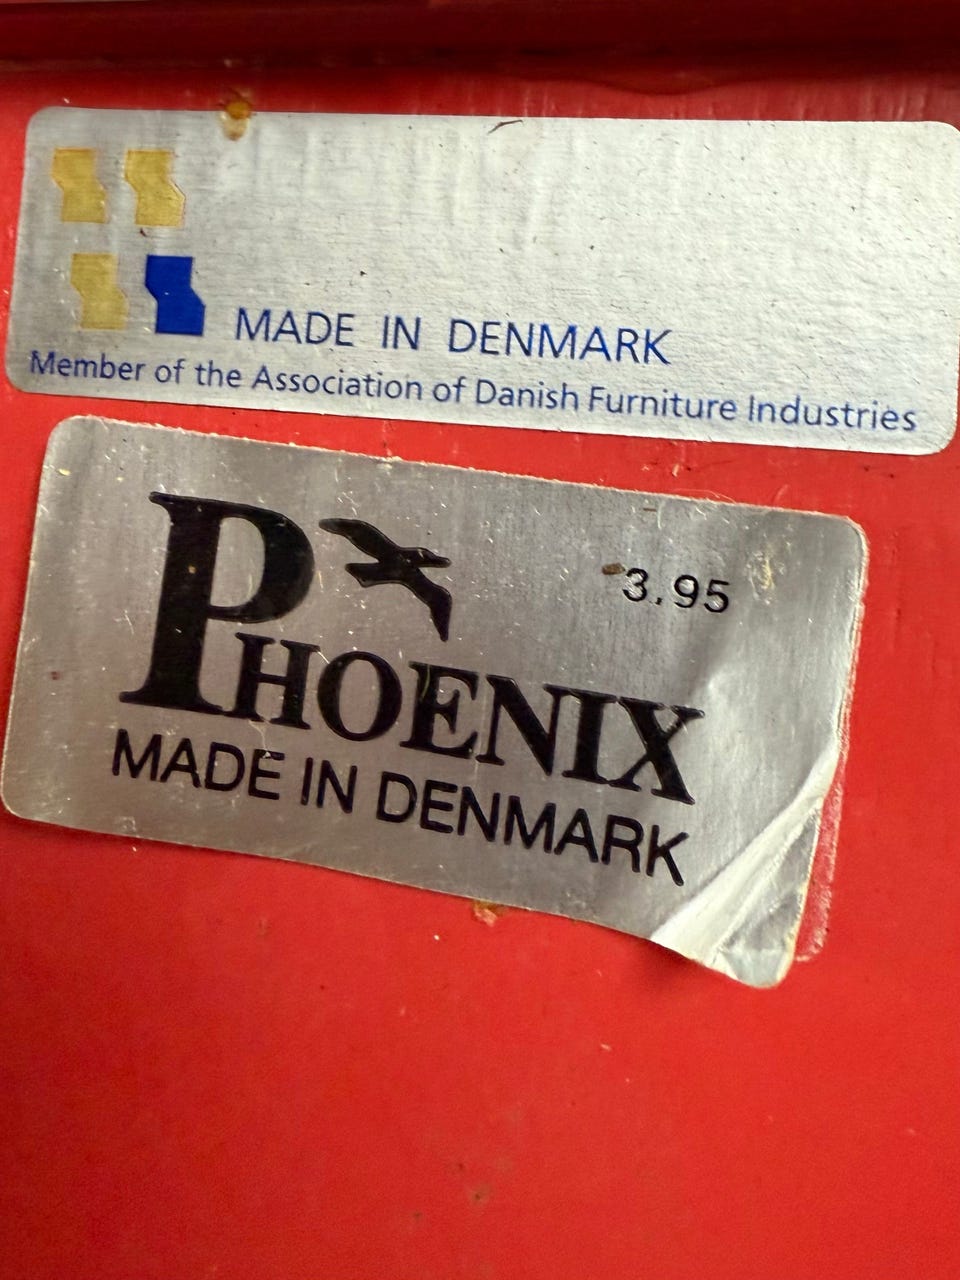 MADE IN DENMARK
Member of the Association of Danish Furniture Industries
3.95
PHOENIX
MADE IN DENMARK